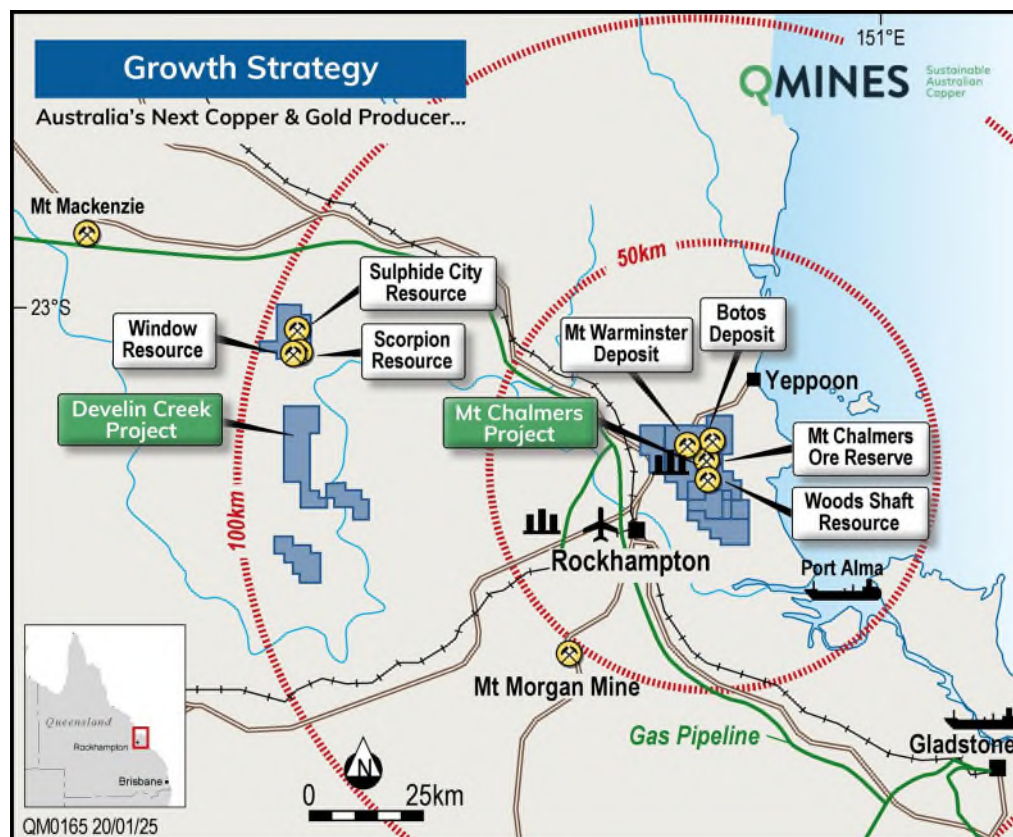 Growth Strategy
Australia's Next Copper & Gold Producer...
151°E
QMINES
Sustainable
Australian
Copper
Mt Mackenzie
23°S
50km
100km
Sulphide City
Resource
Window
Resource
Scorpion
Resource
Develin Creek
Project
Mt Warminster
Deposit
Botos
Deposit
Yeppoon
Mt Chalmers
Project
Mt Chalmers
Ore Reserve
Woods Shaft
Resource
Rockhampton
Port Alma
Mt Morgan Mine
Gas Pipeline
Gladstone
Queensland
Rockhampton
Brisbane
N
0 25km
QM0165 20/01/25